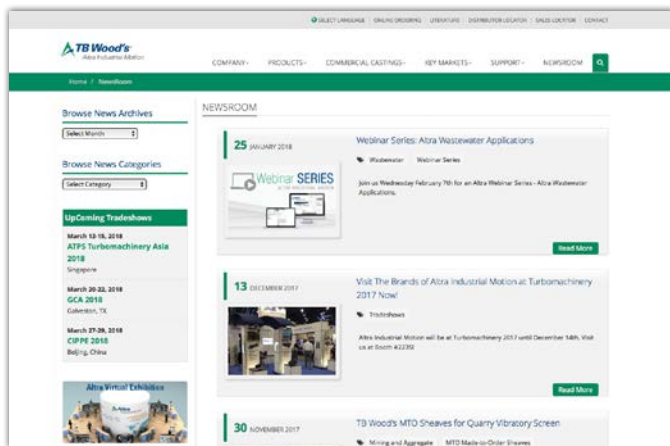 SELECT LANGUAGE | ONLINE ORDERING | LITERATURE | DISTRIBUTOR LOCATOR | SALES LOCATOR | CONTACT
TB Wood's
Altra Industrial Motion
COMPANY PRODUCTS COMMERCIAL CASTINGS KEY MARKETS SUPPORT NEWSROOM
Home / NewsRoom
Browse News Archives
Select Month
Browse News Categories
Select Category
UpComing Tradeshows
March 13-15, 2018
ATPS Turbomachinery Asia
2018
Singapore
March 20-22, 2018
GCA 2018
Galveston, TX
March 27-29, 2018
CIPPE 2018
Beijing, China
Altra Virtual Exhibition
NEWSROOM
25 JANUARY 2018
Webinar SERIES
Webinar Series: Altra Wastewater Applications
Wastewater Webinar Series
Join us Wednesday February 7th for an Altra Webinar Series - Altra Wastewater
Applications.
Read More
13 DECEMBER 2017
Visit The Brands of Altra Industrial Motion at Turbomachinery
2017 Now!
Tradeshows
Altra Industrial Motion will be at Turbomachinery 2017 until December 14th. Visit
us at Booth #2235!
Read More
30 NOVEMBER 2017
TB Wood's MTO Sheaves for Quarry Vibratory Screen
Mining and Aggregate MTO Made-to-Order Sheaves